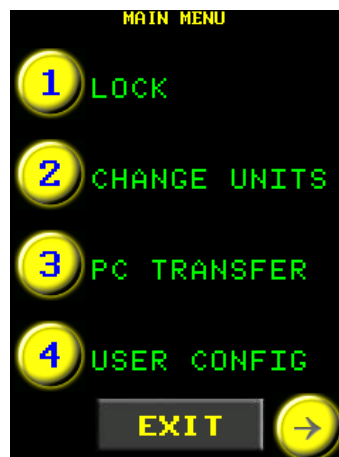 MAIN MENU
1 LOCK
2 CHANGE UNITS
3 PC TRANSFER
4 USER CONFIG
EXIT →